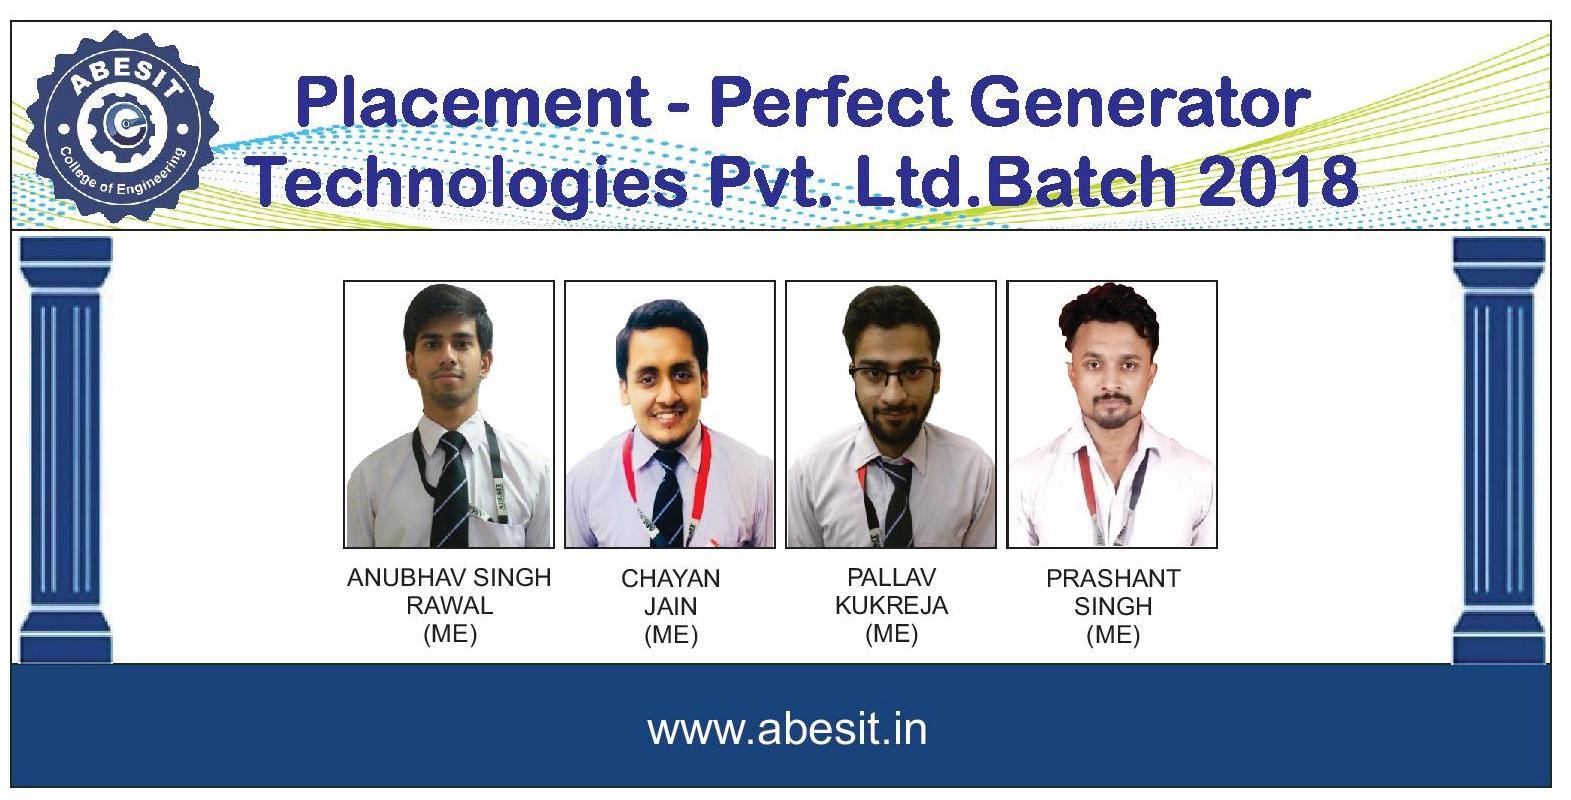 ABESIT
College of Engineering
Placement - Perfect Generator
Technologies Pvt. Ltd.Batch 2018
ANUBHAV SINGH
RAWAL
(ME)
CHAYAN
JAIN
(ME)
PALLAV
KUKREJA
(ME)
PRASHANT
SINGH
(ME)
www.abesit.in